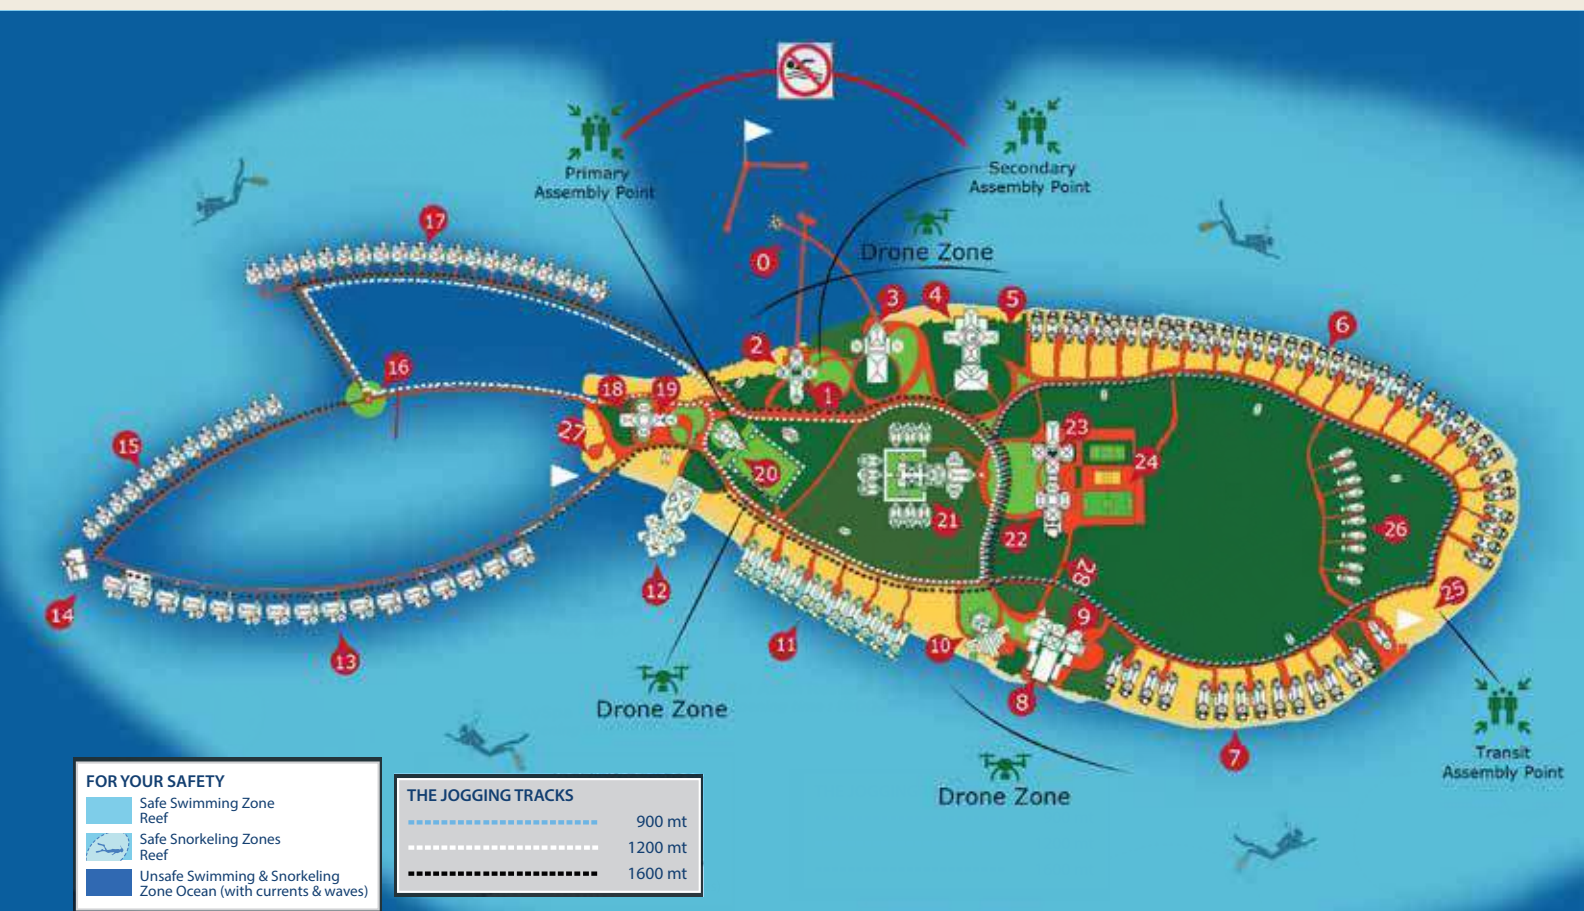 Primary
Assembly Point
Secondary
Assembly Point
Drone Zone
17
0
3
4
5
6
2
16
1
18
19
27
15
23
24
20
21
22
26
28
25
14
12
13
11
10
9
8
7
Drone Zone
Drone Zone
Transit
Assembly Point
FOR YOUR SAFETY
Safe Swimming Zone
Reef
Safe Snorkeling Zones
Reef
Unsafe Swimming & Snorkeling
Zone Ocean (with currents & waves)
THE JOGGING TRACKS
900 mt
1200 mt
1600 mt